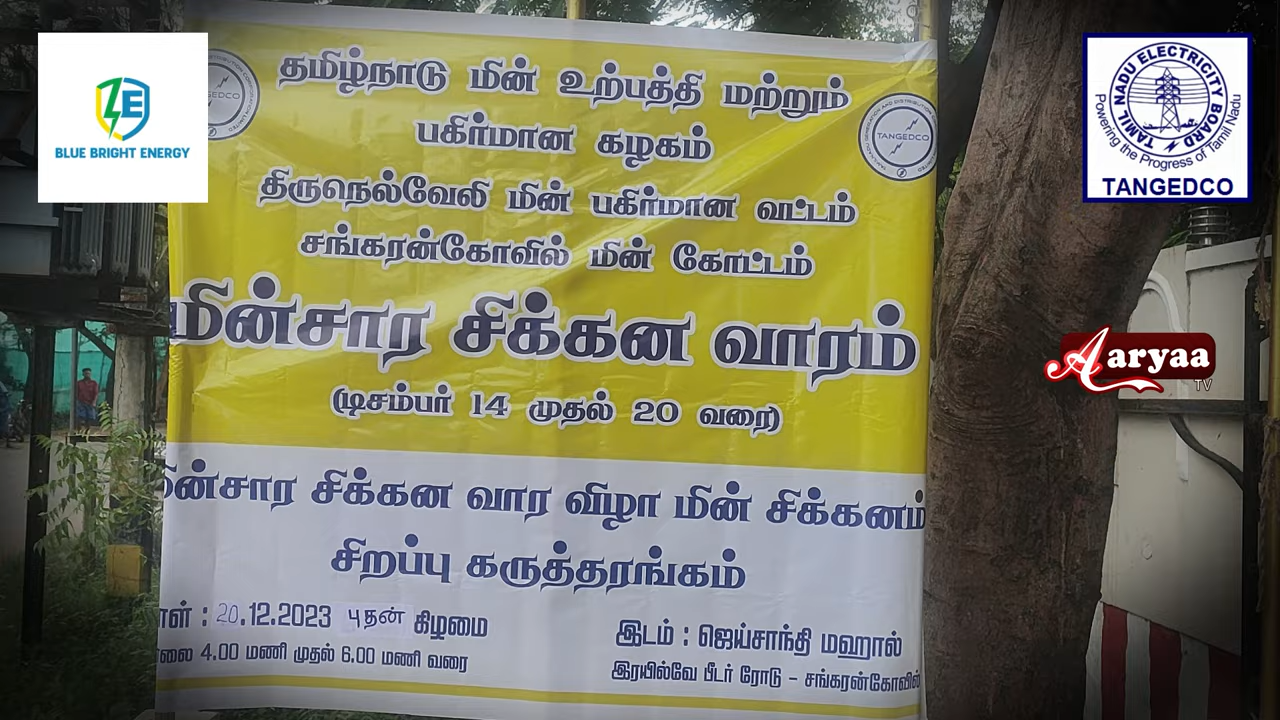 தமிழ்நாடு மின் உற்பத்தி மற்றும்
பகிர்மான கழகம்
திருநெல்வேலி மின் பகிர்மான வட்டம்
சங்கரன்கோவில் மின் கோட்டம்
மின்சார சிக்கன வாரம்
(டிசம்பர் 14 முதல் 20 வரை)
மின்சார சிக்கன வார விழா மின் சிக்கனம்
சிறப்பு கருத்தரங்கம்
ாள் : 20.12.2023 புதன் கிழமை
ாலை 4.00 மணி முதல் 6.00 மணி வரை
இடம் : ஜெய்சாந்தி மஹால்
இரயில்வே பீடர் ரோடு - சங்கரன்கோவில்
TANGEDCO
BLUE BRIGHT ENERGY
TAMIL NADU ELECTRICITY BOARD
Powering the Progress of Tamil Nadu
TANGEDCO
Aaryaa
TV